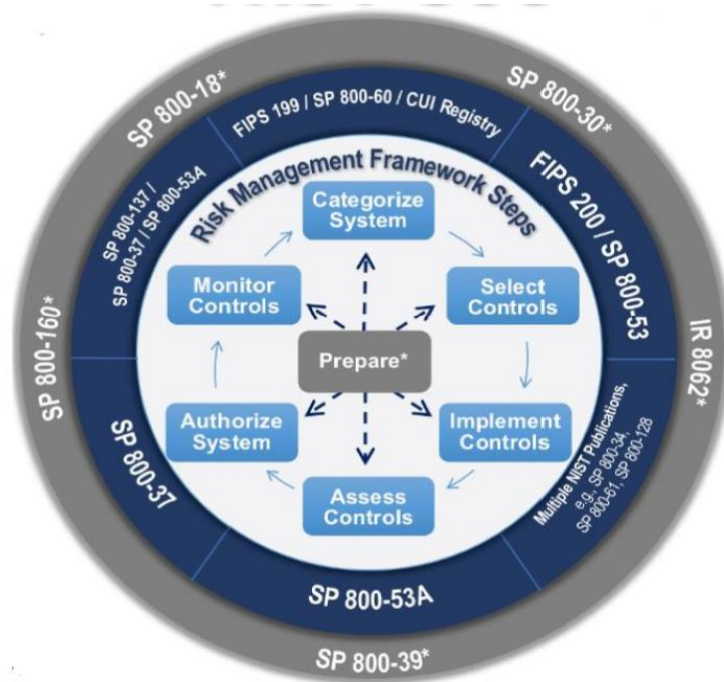 SP 800-18*
SP 800-30*
IR 8062*
SP 800-39*
SP 800-160*
FIPS 199 / SP 800-60 / CUI Registry
FIPS 200 / SP 800-53
Multiple NIST Publications,
e.g., SP 800-34,
SP 800-61, SP 800-128
SP 800-53A
SP 800-37
SP 800-137 /
SP 800-37 / SP 800-53A
Risk Management Framework Steps
Categorize
System
Select
Controls
Implement
Controls
Assess
Controls
Authorize
System
Monitor
Controls
Prepare*